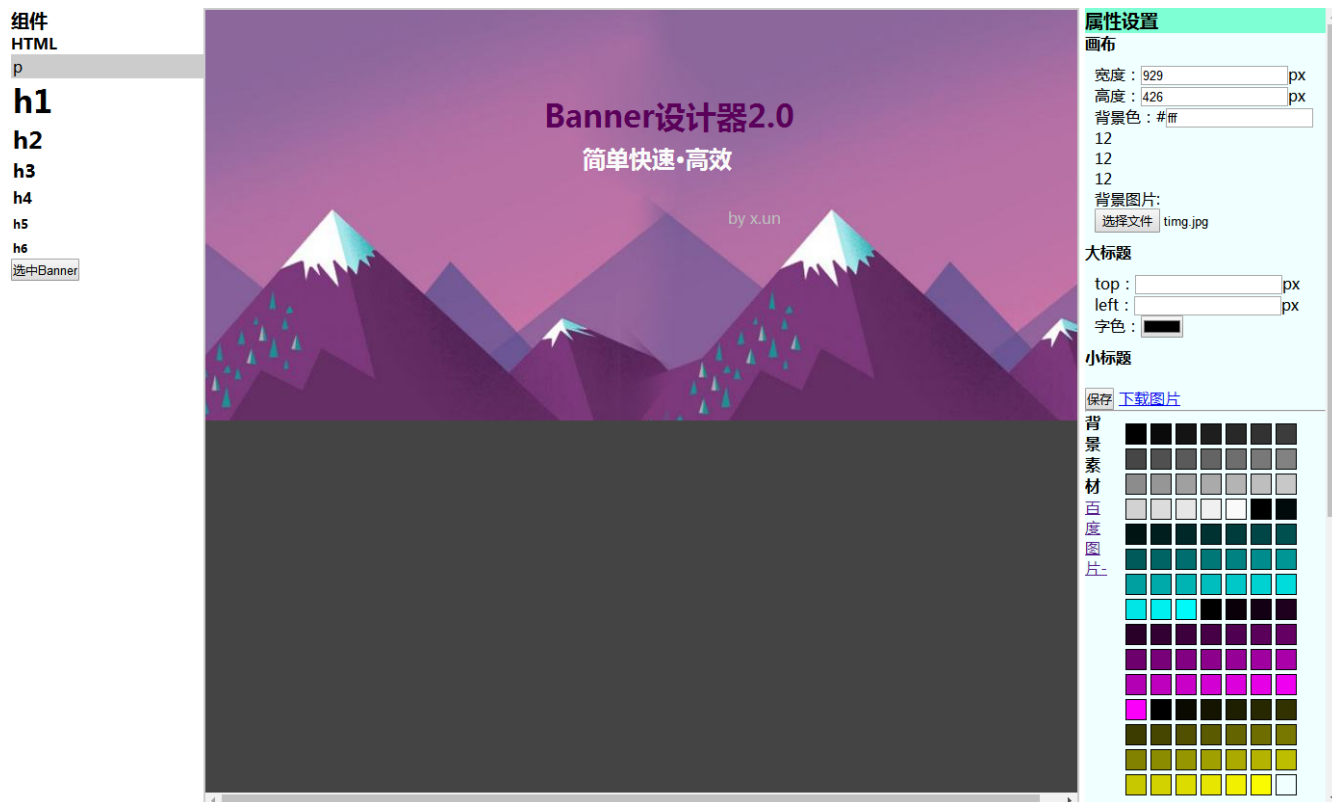 组件
HTML
p
h1
h2
h3
h4
h5
h6
选中Banner
Banner设计器2.0
简单快速•高效
by x.un
属性设置
画布
宽度：929px
高度：426px
背景色：#fff
12
12
12
背景图片:
选择文件 timg.jpg
大标题
top：px
left：px
字色：
小标题
保存 下载图片
背
景
素
材
百
度
图
片-